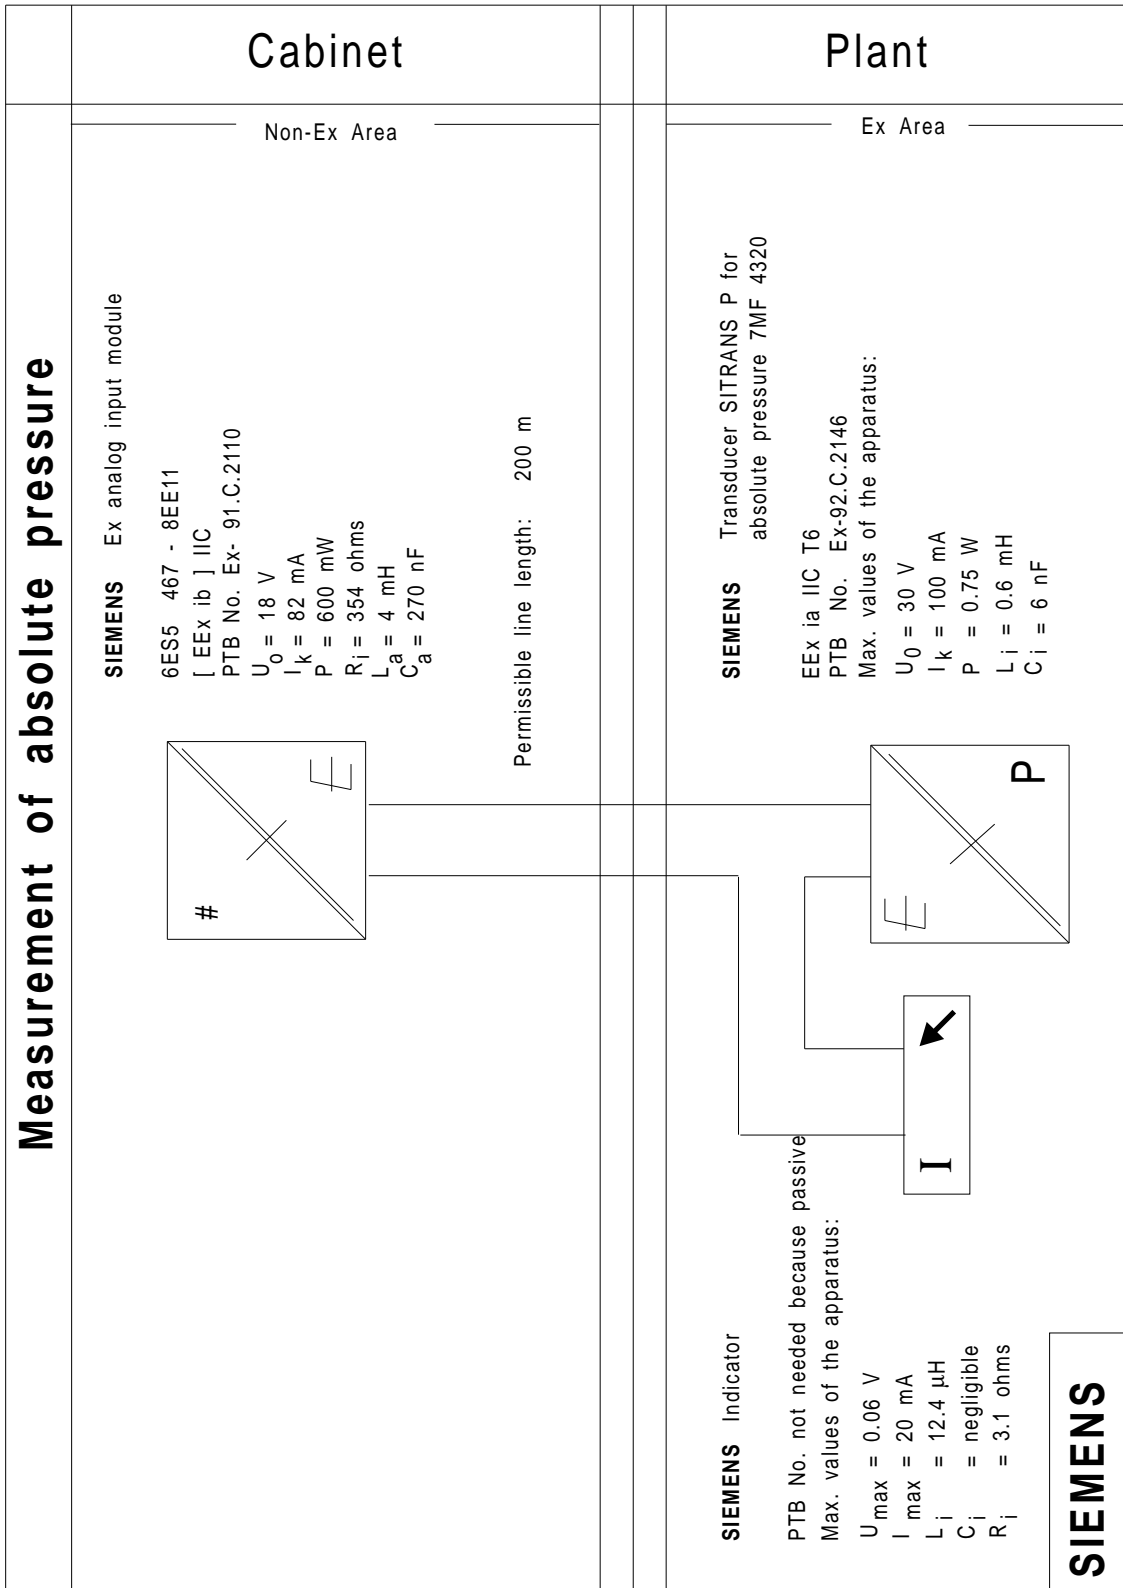 Measurement of absolute pressure
Cabinet
Plant
Non-Ex Area
Ex Area
SIEMENS Ex analog input module
6ES5 467 - 8EE11
[ EEx ib ] IIC
PTB No. Ex- 91.C.2110
Uo = 18 V
Ik = 82 mA
P = 600 mW
Ri = 354 ohms
La = 4 mH
Ca = 270 nF
Permissible line length: 200 m
#
E
SIEMENS Transducer SITRANS P for
absolute pressure 7MF 4320
EEx ia IIC T6
PTB No. Ex-92.C.2146
Max. values of the apparatus:
U0 = 30 V
Ik = 100 mA
P = 0.75 W
Li = 0.6 mH
Ci = 6 nF
E
P
I
SIEMENS Indicator
PTB No. not needed because passive
Max. values of the apparatus:
Umax = 0.06 V
Imax = 20 mA
Li = 12.4 µH
Ci = negligible
Ri = 3.1 ohms
SIEMENS